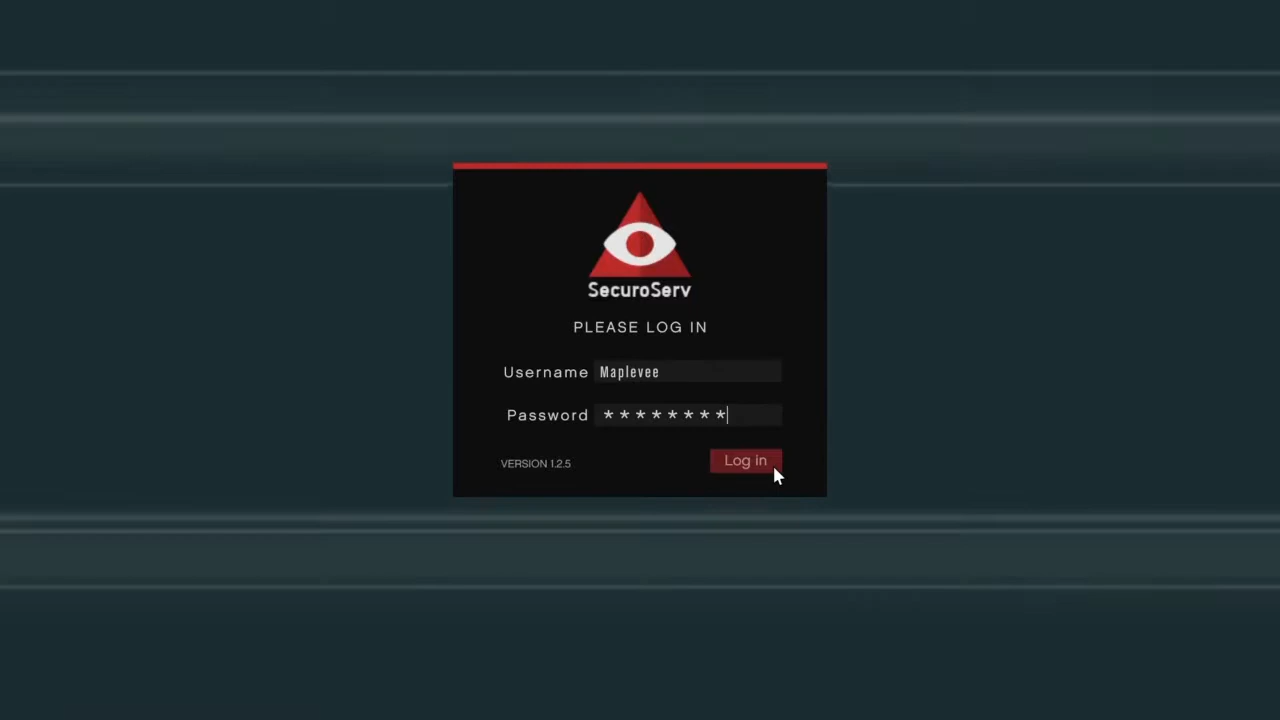 SecuroServ
PLEASE LOG IN
Username Maplevee
Password ********
VERSION 1.2.5 Log in